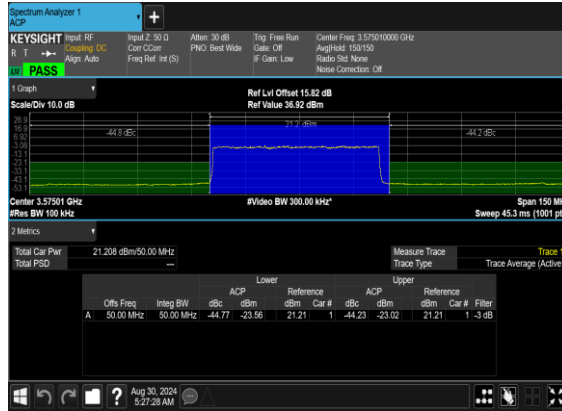 Spectrum Analyzer 1
ACP
KEYSIGHT
R T
PASS
Input: RF
Coupling: DC
Align: Auto
Input Z: 50 Ω
Corr CCorr
Freq Ref: Int (S)
Atten: 30 dB
PNO: Best Wide
Trig: Free Run
Gate: Off
IF Gain: Low
Center Freq: 3.575010000 GHz
Avg|Hold: 150/150
Radio Std: None
Noise Correction: Off
1 Graph
Scale/Div 10.0 dB
Ref Lvl Offset 15.82 dB
Ref Value 36.92 dBm
26.9
16.9
6.92
-3.08
-13.1
-23.1
-33.1
-43.1
-53.1
-44.8 dBc
21.2 dBm
-44.2 dBc
Center 3.57501 GHz
#Res BW 100 kHz
#Video BW 300.00 kHz*
Span 150 MH
Sweep 45.3 ms (1001 pt
2 Metrics
Total Car Pwr 21.208 dBm/50.00 MHz
Total PSD ---
Measure Trace Trace 1
Trace Type Trace Average (Active
Lower Upper
ACP Reference ACP Reference
Offs Freq Integ BW dBc dBm dBm Car # dBc dBm dBm Car # Filter
A 50.00 MHz 50.00 MHz -44.77 -23.56 21.21 1 -44.23 -23.02 21.21 1 -3 dB
Aug 30, 2024
5:27:28 AM